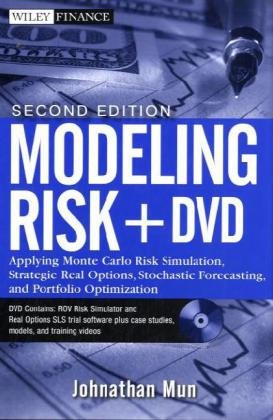 WILEY FINANCE
SECOND EDITION
MODELING
RISK + DVD
Applying Monte Carlo Risk Simulation,
Strategic Real Options, Stochastic Forecasting,
and Portfolio Optimization
DVD Contains: ROV Risk Simulator and
Real Options SLS trial software plus case studies,
models, and training videos
Johnathan Mun